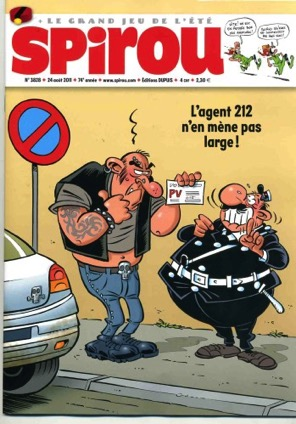 + LE GRAND JEU DE L'ÉTÉ
SPIROU
N° 3828 • 24 août 2011 • 74e année • www.spirou.com • Éditions DUPUIS • 4 CHF • 2,30 €
L'agent 212
n'en mène pas
large !
PV